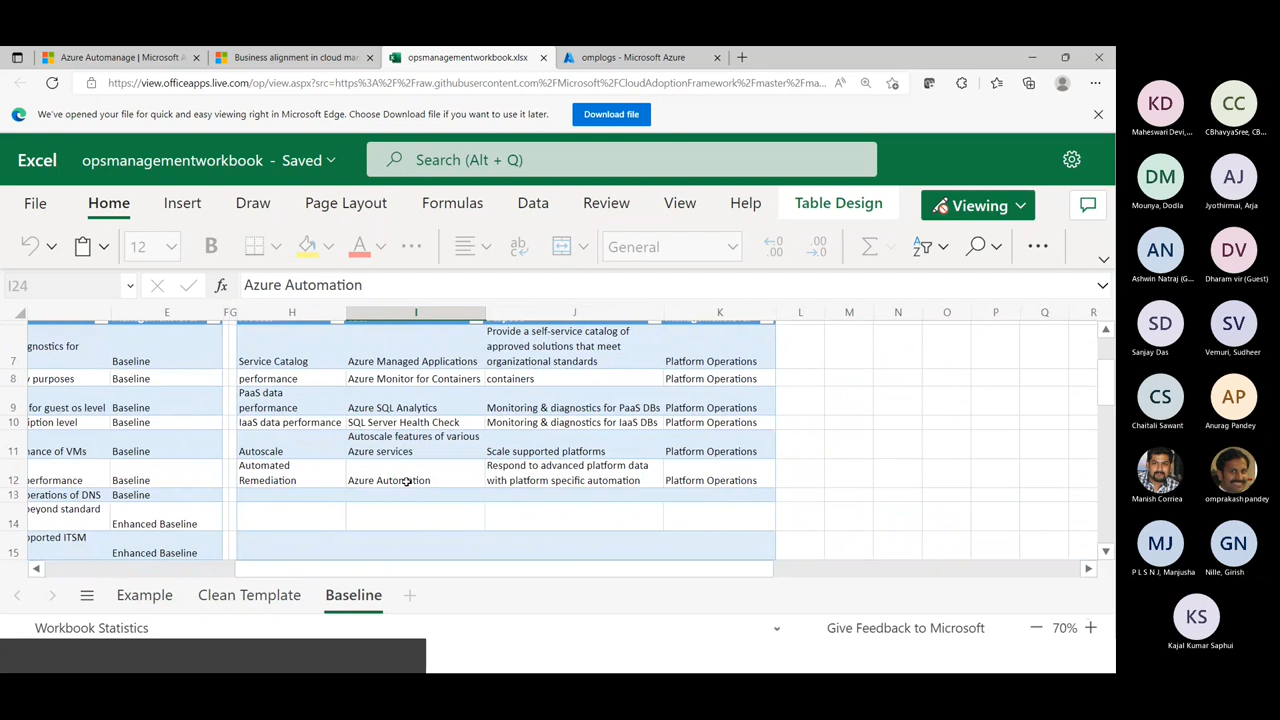 Azure Automanage | Microsoft A
Business alignment in cloud mar
opsmanagementworkbook.xlsx
omplogs - Microsoft Azure
https://view.officeapps.live.com/op/view.aspx?src=https%3A%2F%2Fraw.githubusercontent.com%2FMicrosoft%2FCloudAdoptionFramework%2Fmaster%2Fma...
We've opened your file for quick and easy viewing right in Microsoft Edge. Choose Download file if you want to use it later.
Download file
Excel
opsmanagementworkbook - Saved
Search (Alt + Q)
File Home Insert Draw Page Layout Formulas Data Review View Help Table Design
Viewing
12 B A General
I24 fx Azure Automation
E FG H I J K L M N O P Q R
7 gnostics for Baseline Service Catalog Azure Managed Applications Provide a self-service catalog of
approved solutions that meet
organizational standards Platform Operations
8 y purposes Baseline performance Azure Monitor for Containers containers Platform Operations
9 for guest os level Baseline PaaS data
performance Azure SQL Analytics Monitoring & diagnostics for PaaS DBs Platform Operations
10 iption level Baseline IaaS data performance SQL Server Health Check Monitoring & diagnostics for IaaS DBs Platform Operations
11 ance of VMs Baseline Autoscale Autoscale features of various
Azure services Scale supported platforms Platform Operations
12 erformance Baseline Automated
Remediation Azure Automation Respond to advanced platform data
with platform specific automation Platform Operations
13 erations of DNS Baseline
14 beyond standard
Enhanced Baseline
15 pported ITSM
Enhanced Baseline
Example Clean Template Baseline
Workbook Statistics
Give Feedback to Microsoft
70%
KD
Maheswari Devi,...
CC
CBhavyaSree, CB...
DM
Mounya, Dodla
AJ
Jyothirmai, Arja
AN
Ashwin Natraj (G...
DV
Dharam vir (Guest)
SD
Sanjay Das
SV
Vemuri, Sudheer
CS
Chaitali Sawant
AP
Anurag Pandey
Manish Corriea
omprakash pandey
MJ
P L S N J, Manjusha
GN
Nille, Girish
KS
Kajal Kumar Saphui